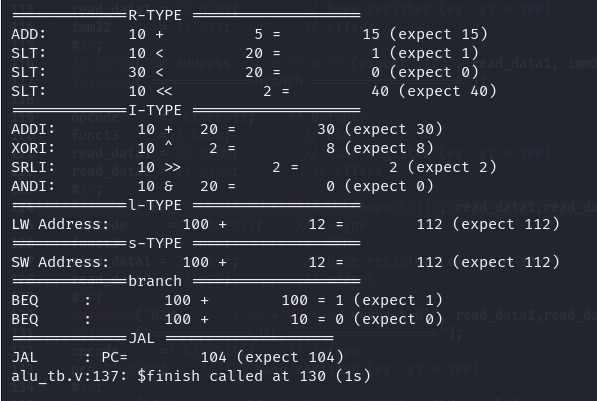 ═════════════R-TYPE ═══════════════════
ADD:         10 +          5 =         15 (expect 15)
SLT:         10 <         20 =          1 (expect 1)
SLT:         30 <         20 =          0 (expect 0)
SLT:         10 <<          2 =         40 (expect 40)
═════════════I-TYPE ═══════════════════
ADDI:         10 +   20 =         30 (expect 30)
XORI:         10 ^    2 =          8 (expect 8)
SRLI:         10 >>          2 =          2 (expect 2)
ANDI:         10 &   20 =          0 (expect 0)
═════════════l-TYPE ═══════════════════
LW Address:        100 +         12 =        112 (expect 112)
═════════════s-TYPE ═══════════════════
SW Address:        100 +         12 =        112 (expect 112)
═════════════branch ═══════════════════
BEQ     :        100 +        100 = 1 (expect 1)
BEQ     :        100 +         10 = 0 (expect 0)
═════════════JAL ════════════════
JAL     : PC=        104 (expect 104)
alu_tb.v:137: $finish called at 130 (1s)